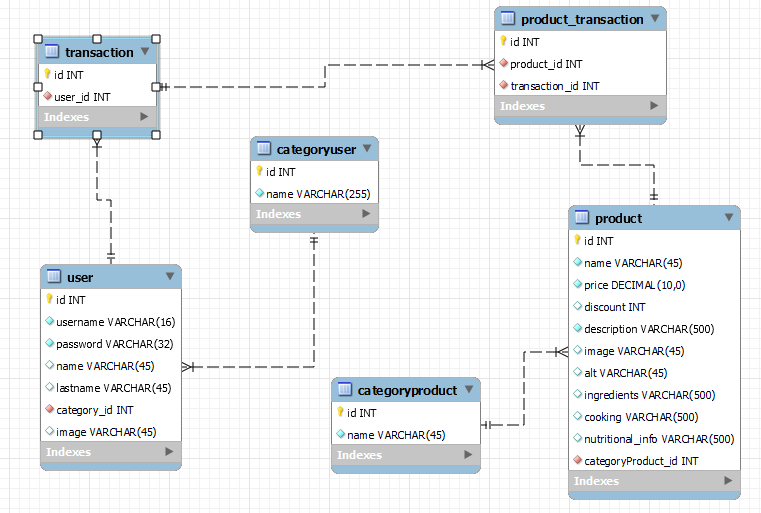 transaction
id INT
user_id INT
Indexes
product_transaction
id INT
product_id INT
transaction_id INT
Indexes
categoryuser
id INT
name VARCHAR(255)
Indexes
user
id INT
username VARCHAR(16)
password VARCHAR(32)
name VARCHAR(45)
lastname VARCHAR(45)
category_id INT
image VARCHAR(45)
Indexes
categoryproduct
id INT
name VARCHAR(45)
Indexes
product
id INT
name VARCHAR(45)
price DECIMAL(10,0)
discount INT
description VARCHAR(500)
image VARCHAR(45)
alt VARCHAR(45)
ingredients VARCHAR(500)
cooking VARCHAR(500)
nutritional_info VARCHAR(500)
categoryProduct_id INT
Indexes